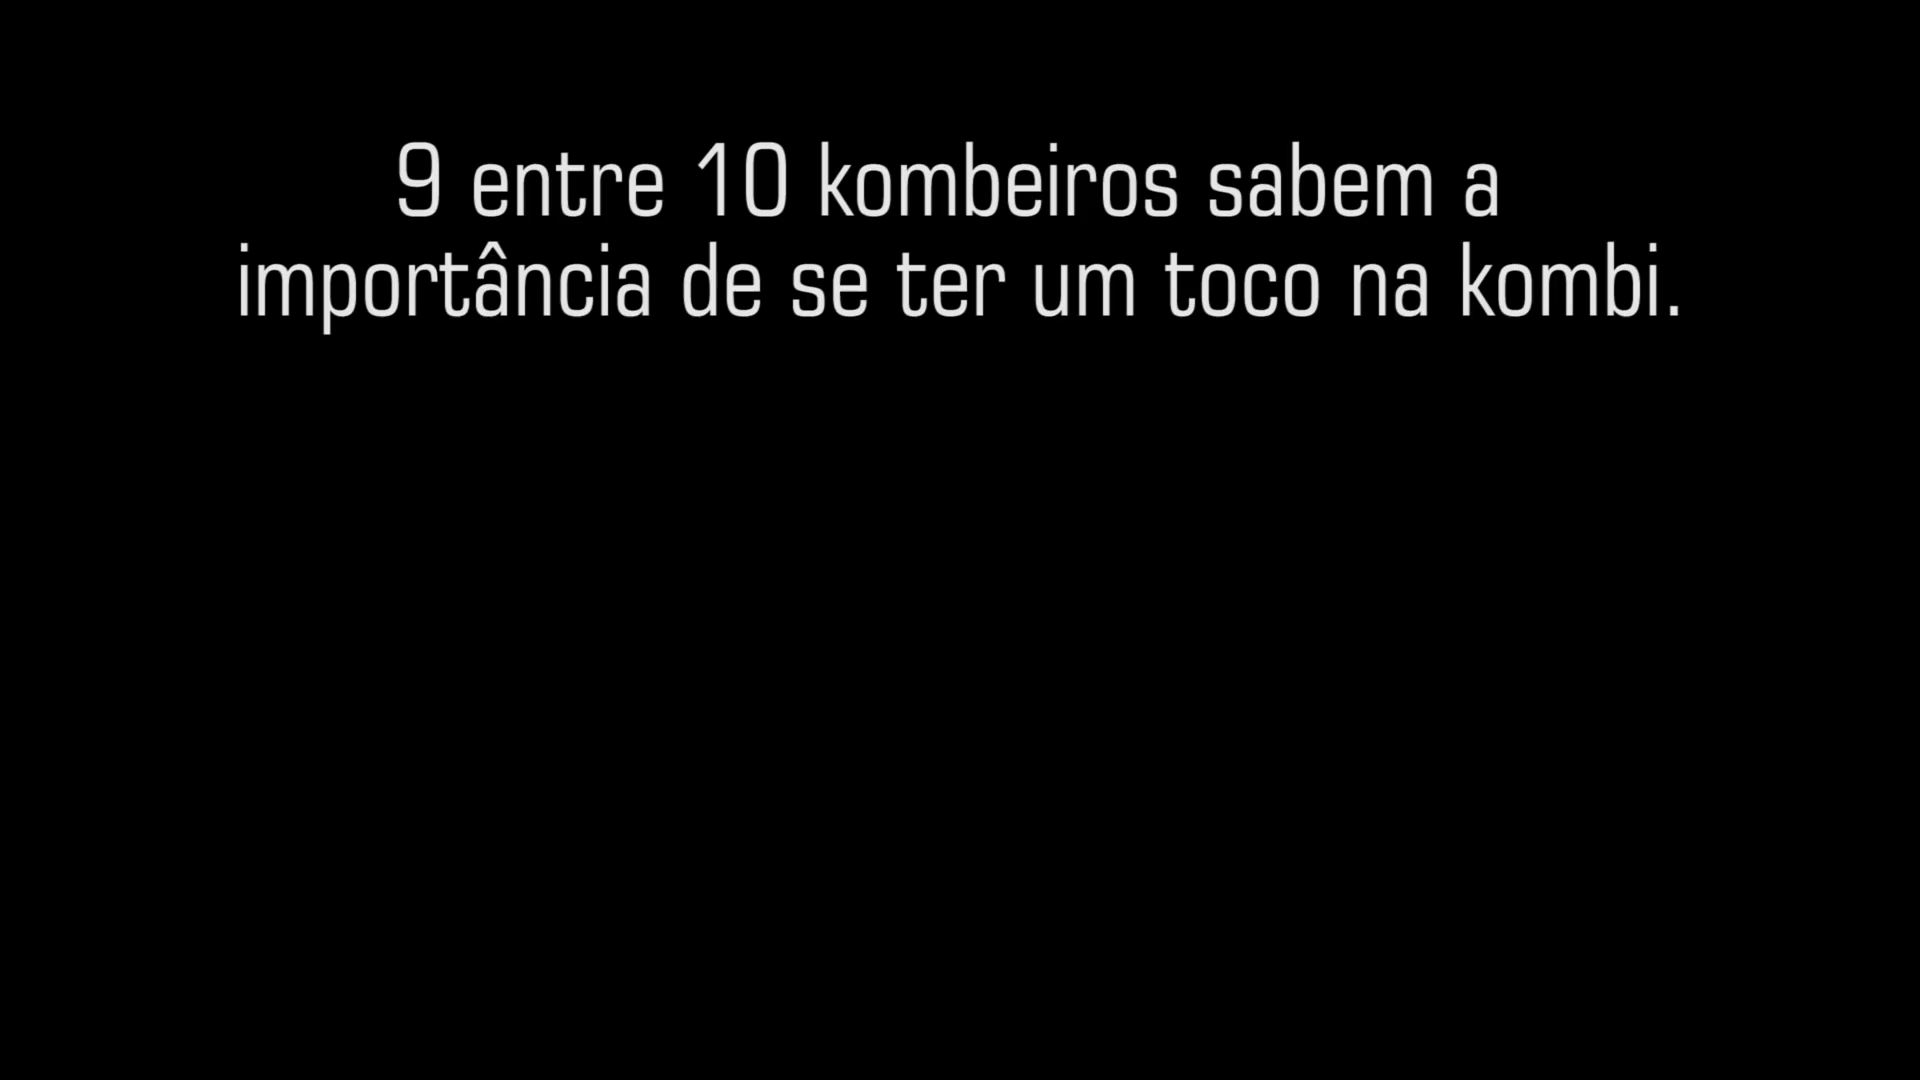 9 entre 10 kombeiros sabem a
importância de se ter um toco na kombi.